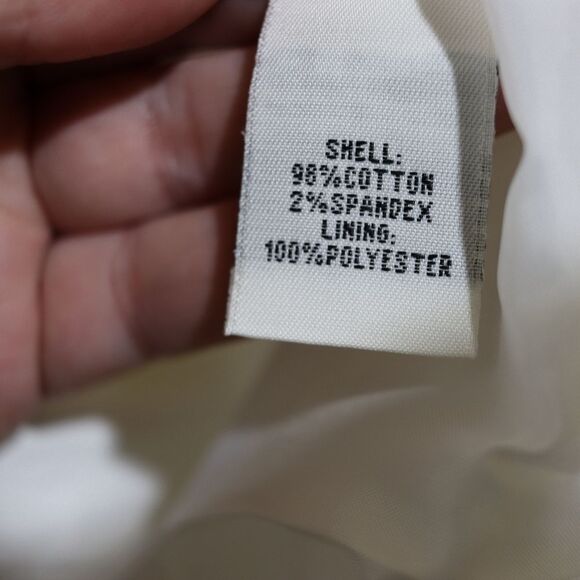 SHELL:
98%COTTON
2%SPANDEX
LINING:
100%POLYESTER